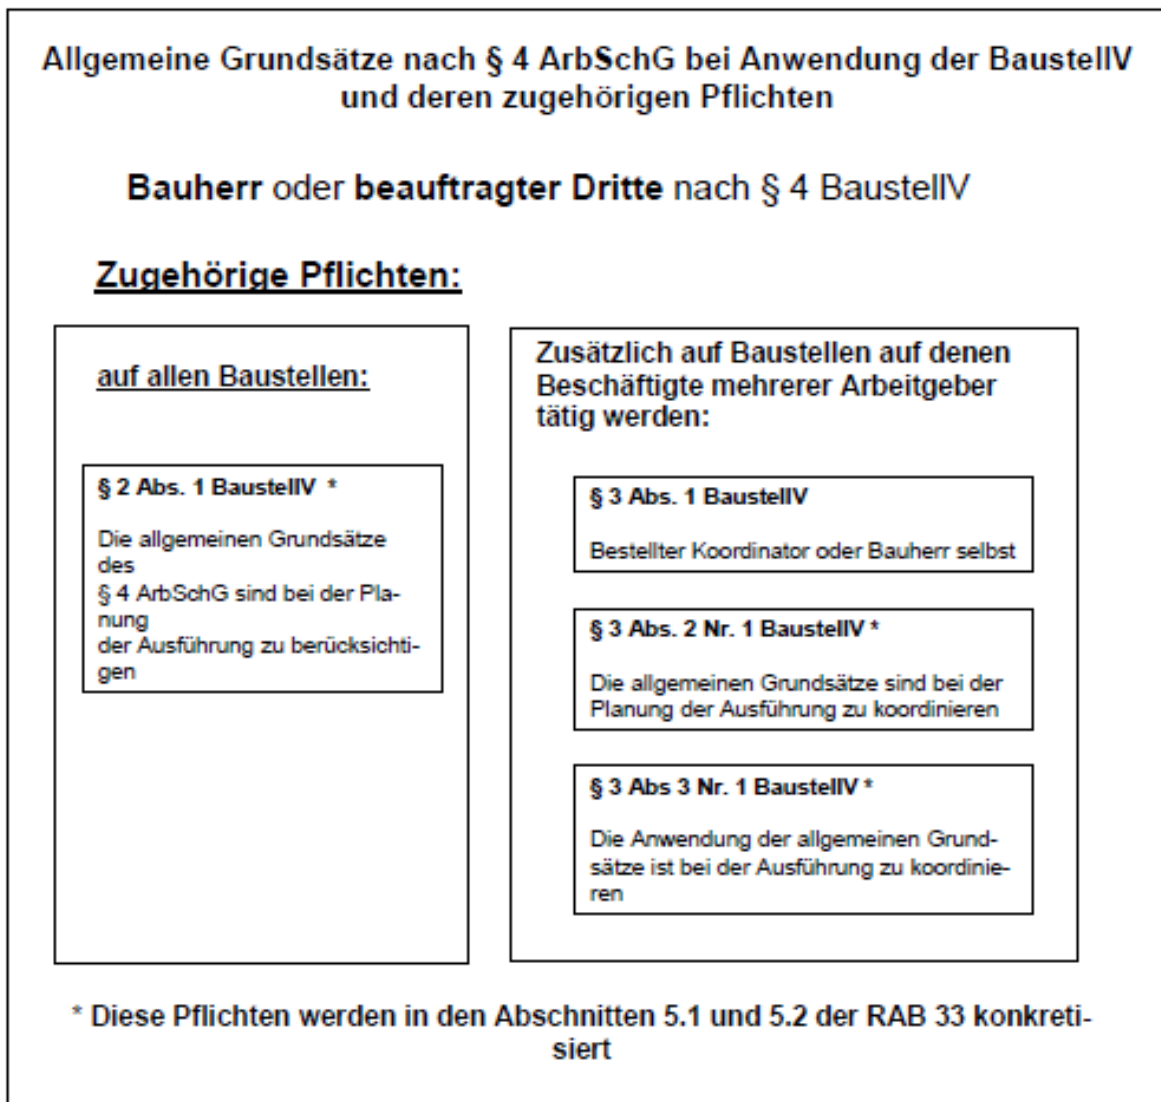 Allgemeine Grundsätze nach § 4 ArbSchG bei Anwendung der BaustellV
und deren zugehörigen Pflichten
Bauherr oder beauftragter Dritte nach § 4 BaustellV
Zugehörige Pflichten:
auf allen Baustellen:
§ 2 Abs. 1 BaustellV *
Die allgemeinen Grundsätze
des
§ 4 ArbSchG sind bei der Pla-
nung
der Ausführung zu berücksichti-
gen
Zusätzlich auf Baustellen auf denen
Beschäftigte mehrerer Arbeitgeber
tätig werden:
§ 3 Abs. 1 BaustellV
Bestellter Koordinator oder Bauherr selbst
§ 3 Abs. 2 Nr. 1 BaustellV *
Die allgemeinen Grundsätze sind bei der
Planung der Ausführung zu koordinieren
§ 3 Abs 3 Nr. 1 BaustellV *
Die Anwendung der allgemeinen Grund-
sätze ist bei der Ausführung zu koordinie-
ren
* Diese Pflichten werden in den Abschnitten 5.1 und 5.2 der RAB 33 konkreti-
siert